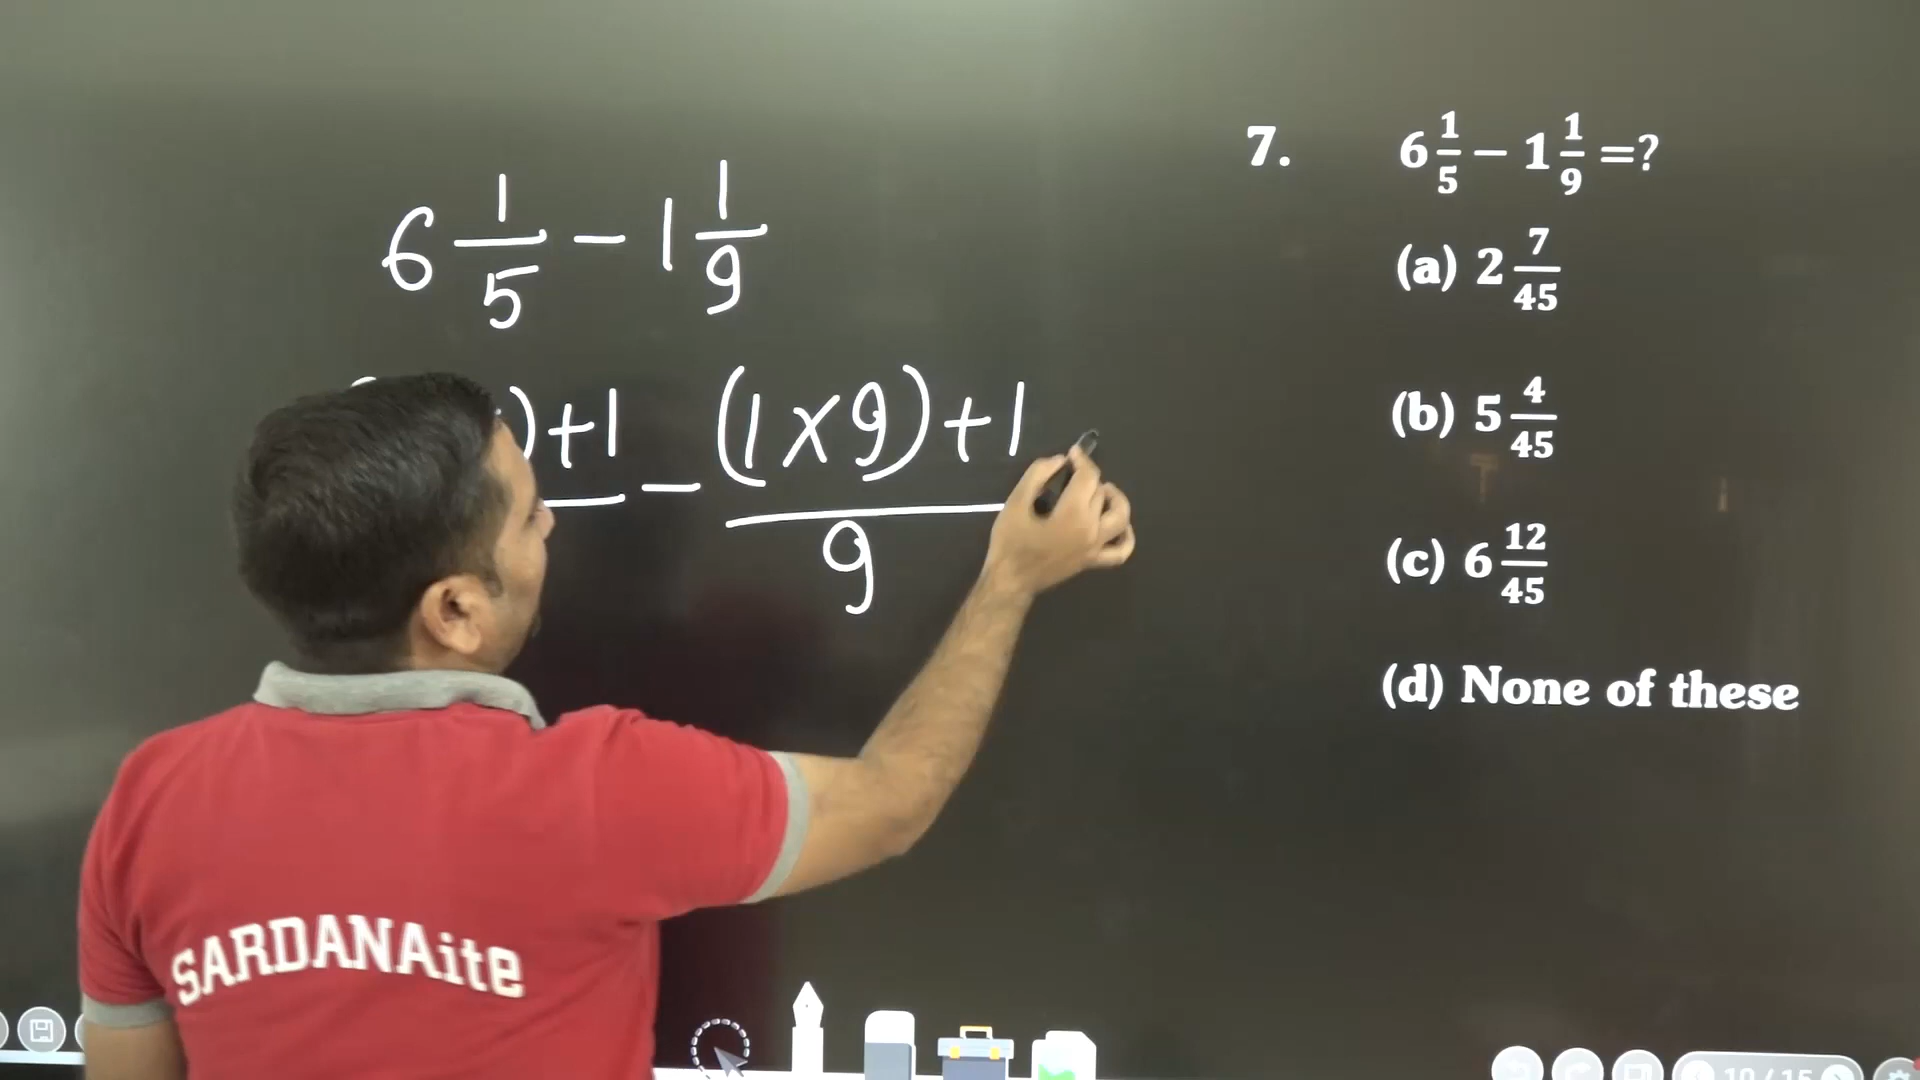 6 1/5 - 1 1/9
)+1 - (1×9)+1
9
7. 6 1/5 - 1 1/9 =?
(a) 2 7/45
(b) 5 4/45
(c) 6 12/45
(d) None of these
SARDANAite